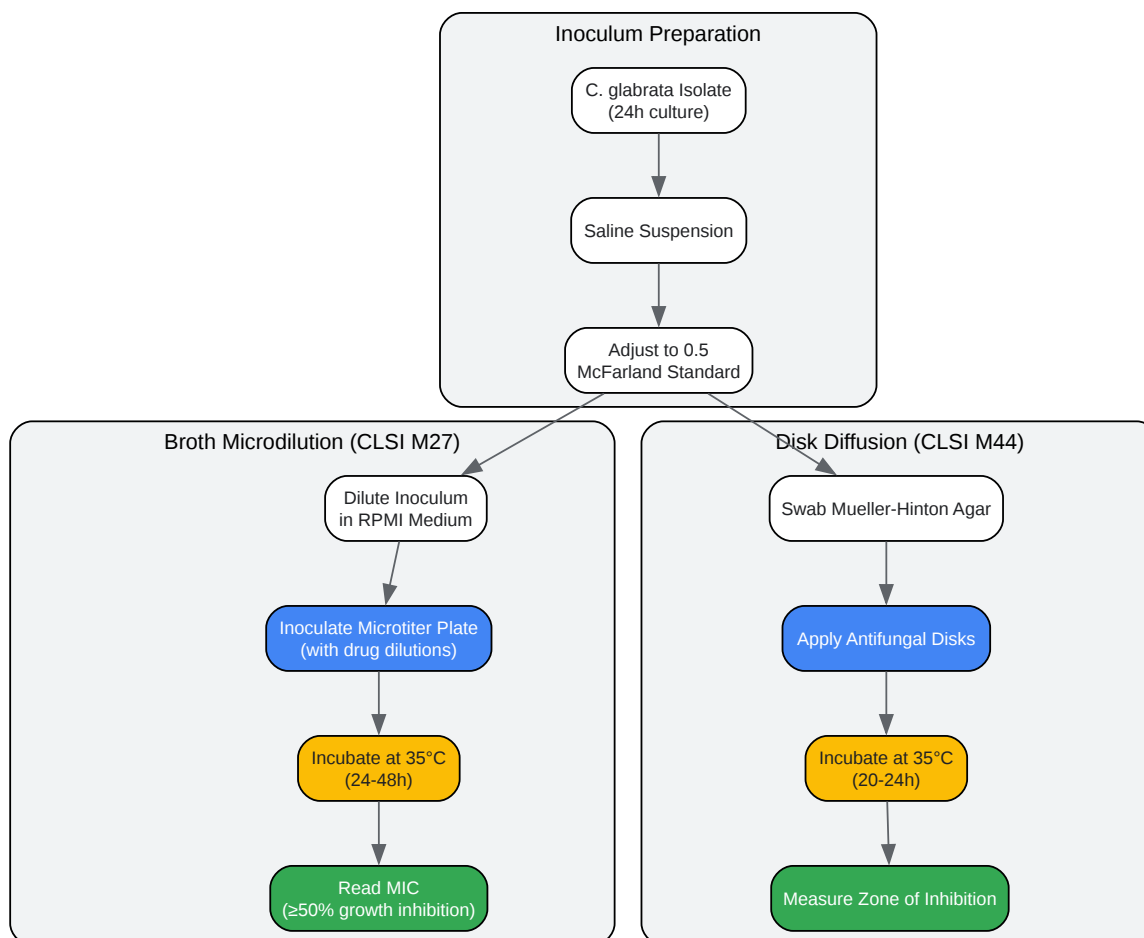 Inoculum Preparation
C. glabrata Isolate
(24h culture)
Saline Suspension
Adjust to 0.5
McFarland Standard
Broth Microdilution (CLSI M27)
Dilute Inoculum
in RPMI Medium
Inoculate Microtiter Plate
(with drug dilutions)
Incubate at 35°C
(24-48h)
Read MIC
(≥50% growth inhibition)
Disk Diffusion (CLSI M44)
Swab Mueller-Hinton Agar
Apply Antifungal Disks
Incubate at 35°C
(20-24h)
Measure Zone of Inhibition